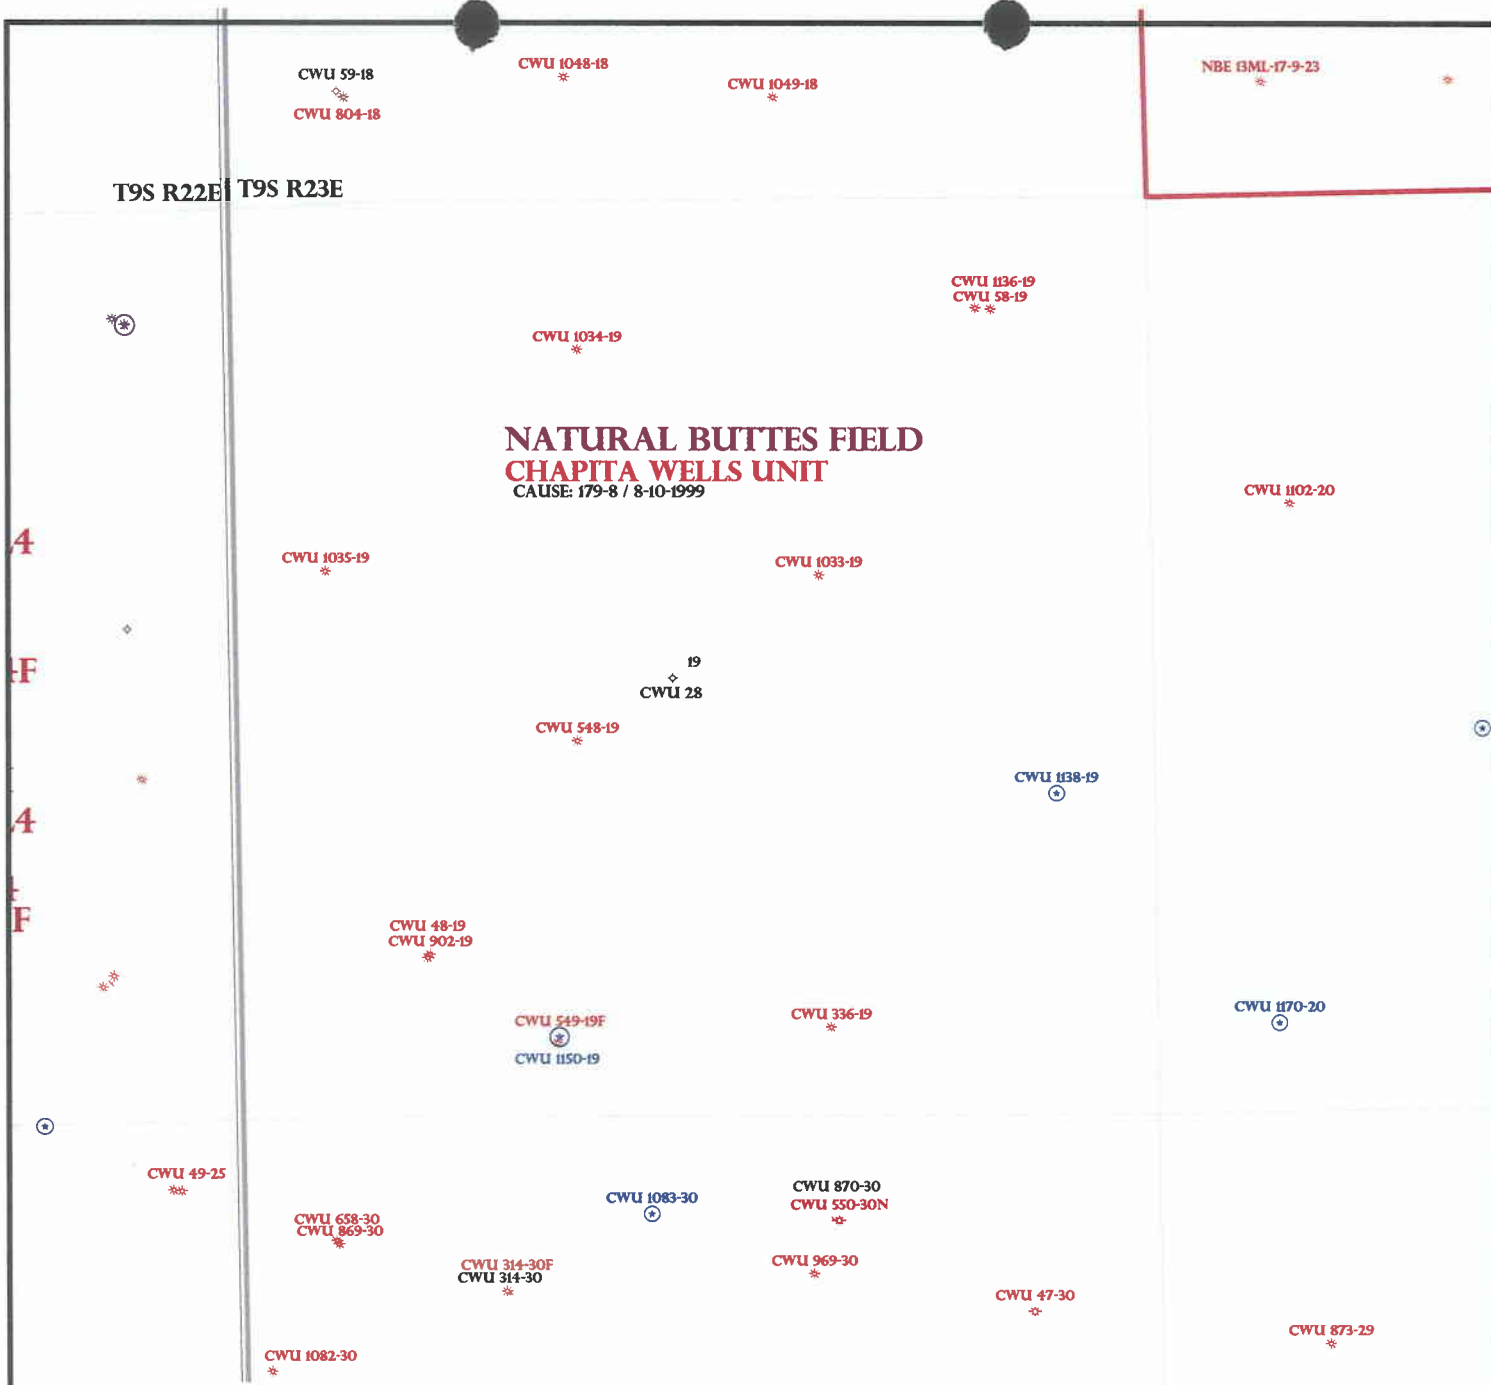 CWU 59-18
CWU 804-18
CWU 1048-18
CWU 1049-18
NBE 13ML-17-9-23
T9S R22E T9S R23E
CWU 1136-19
CWU 58-19
CWU 1034-19
NATURAL BUTTES FIELD
CHAPITA WELLS UNIT
CAUSE: 179-8 / 8-10-1999
CWU 1102-20
4
CWU 1035-19
CWU 1033-19
F
19
CWU 28
CWU 548-19
CWU 1138-19
4
F
CWU 48-19
CWU 902-19
CWU 549-19F
CWU 1150-19
CWU 336-19
CWU 1170-20
CWU 49-25
CWU 1083-30
CWU 870-30
CWU 550-30N
CWU 658-30
CWU 869-30
CWU 314-30F
CWU 314-30
CWU 969-30
CWU 47-30
CWU 873-29
CWU 1082-30